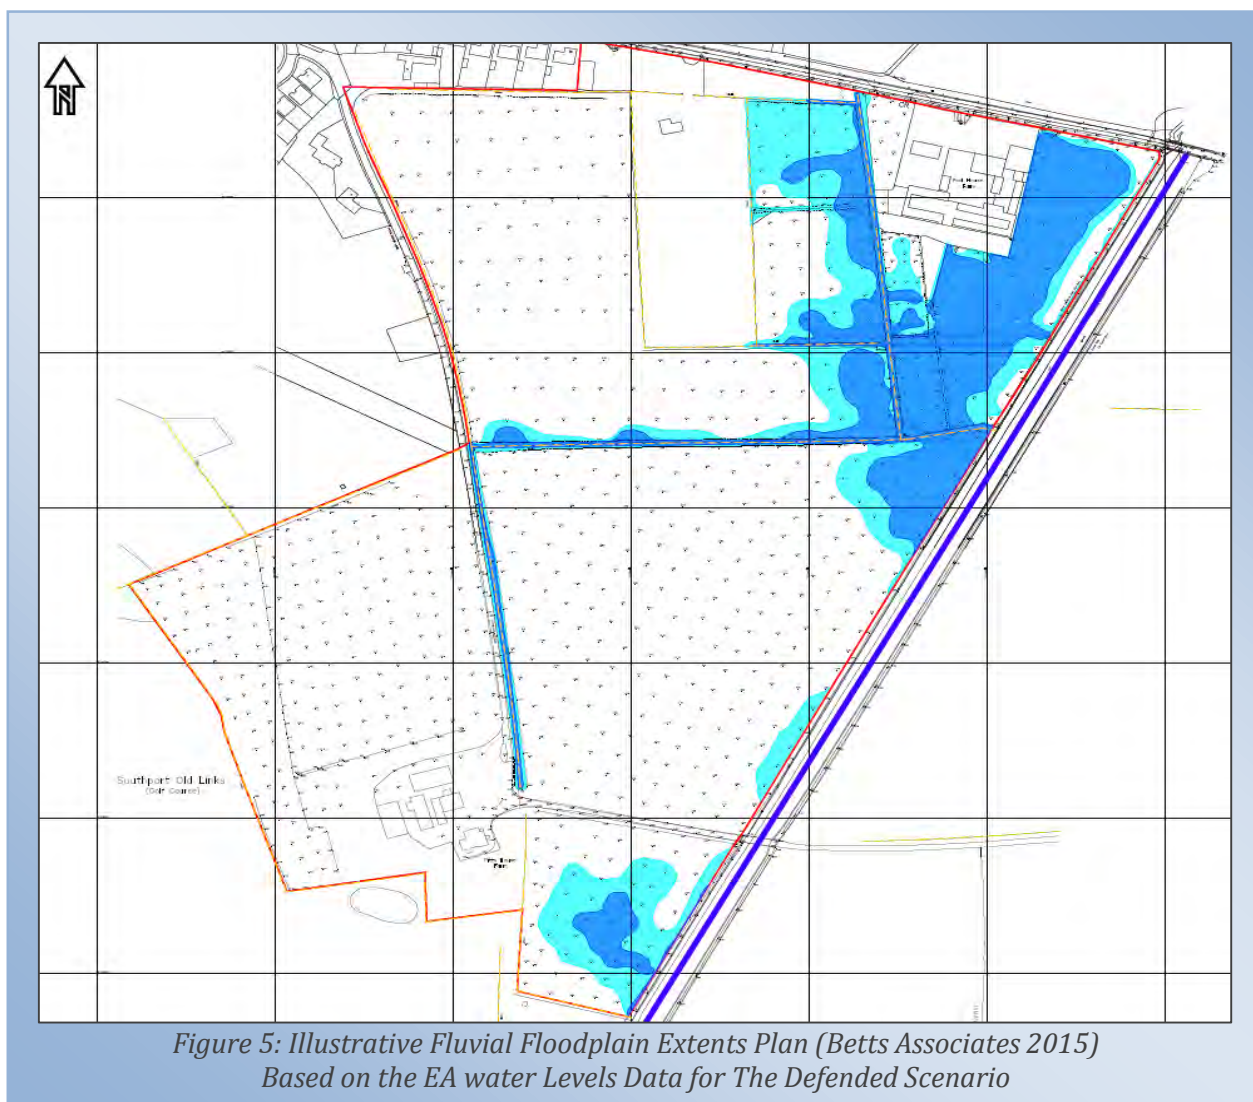 N
Southport Old Links
(Golf Course)
Farm
Figure 5: Illustrative Fluvial Floodplain Extents Plan (Betts Associates 2015)
Based on the EA water Levels Data for The Defended Scenario